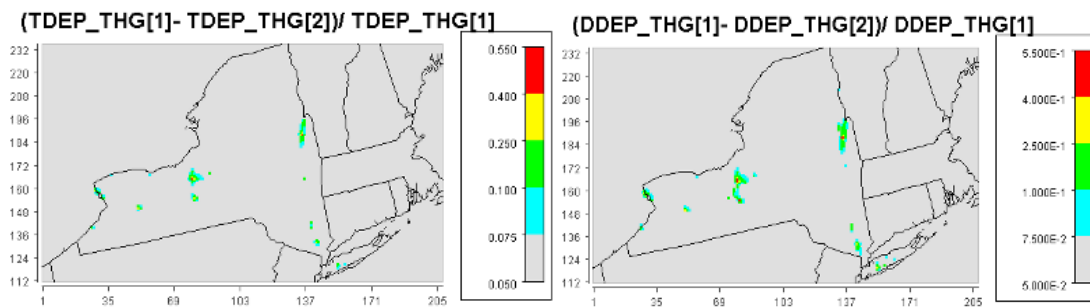 (TDEP_THG[1]- TDEP_THG[2])/ TDEP_THG[1]
232
220
208
196
184
172
160
148
136
124
112
1 35 69 103 137 171 205
0.550
0.400
0.250
0.100
0.075
0.050
(DDEP_THG[1]- DDEP_THG[2])/ DDEP_THG[1]
232
220
208
196
184
172
160
148
136
124
112
1 35 69 103 137 171 205
5.500E-1
4.000E-1
2.500E-1
1.000E-1
7.500E-2
5.000E-2